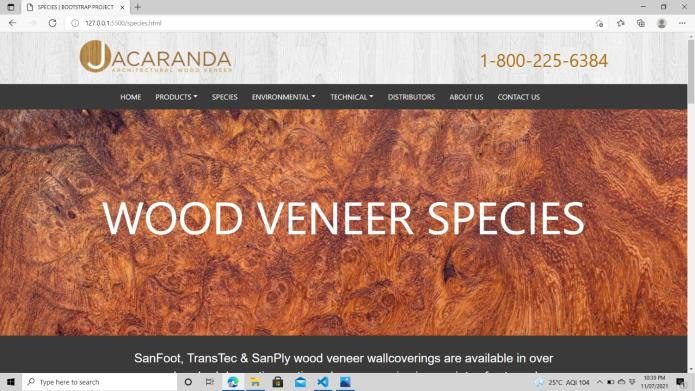 SPECIES | BOOTSTRAP PROJECT
127.0.0.1:5500/species.html
JACARANDA
ARCHITECTURAL WOOD VENEER
1-800-225-6384
HOME PRODUCTS SPECIES ENVIRONMENTAL TECHNICAL DISTRIBUTORS ABOUT US CONTACT US
WOOD VENEER SPECIES
SanFoot, TransTec & SanPly wood veneer wallcoverings are available in over
Type here to search
25°C AQI 104
10:39 PM
11/07/2021